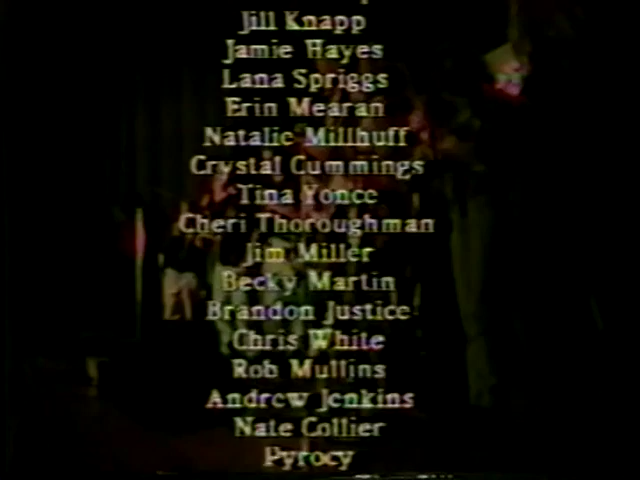 Jill Knapp
Jamie Hayes
Lana Spriggs
Erin Mearan
Natalie Millhuff
Crystal Cummings
Tina Yonce
Cheri Thoroughman
Jim Miller
Becky Martin
Brandon Justice
Chris White
Rob Mullins
Andrew Jenkins
Nate Collier
Pyrocy